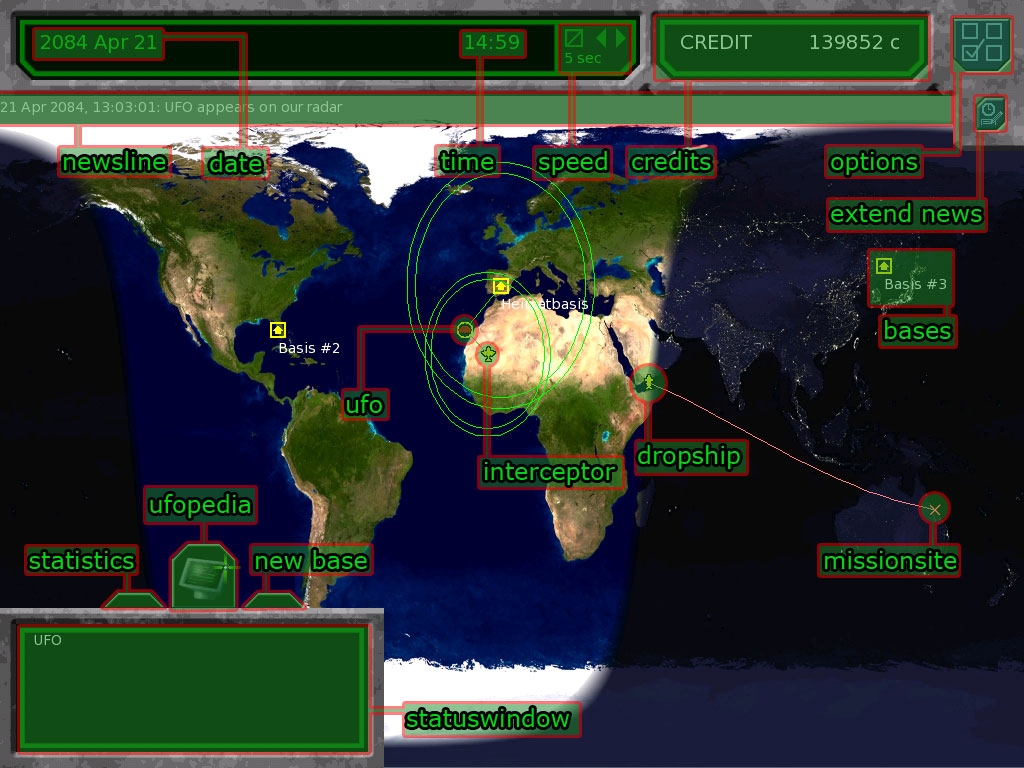 2084 Apr 21
14:59
5 sec
CREDIT 139852 c
21 Apr 2084, 13:03:01: UFO appears on our radar
newsline
date
time
speed
credits
options
extend news
Basis #3
bases
Heimatbasis
Basis #2
ufo
interceptor
dropship
ufopedia
statistics
new base
missionsite
UFO
statuswindow